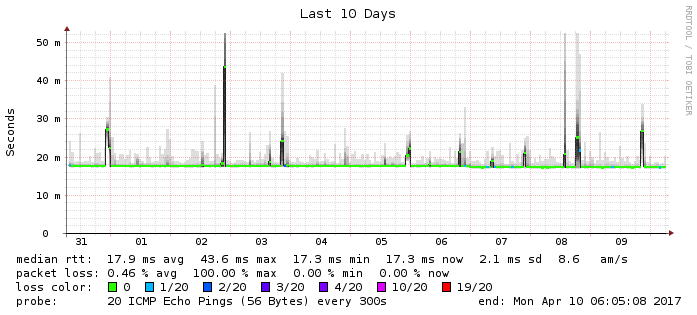 Last 10 Days
RRDTOOL / TOBI OETIKER
Seconds
50 m
40 m
30 m
20 m
10 m
0
31 01 02 03 04 05 06 07 08 09
median rtt: 17.9 ms avg 43.6 ms max 17.3 ms min 17.3 ms now 2.1 ms sd 8.6 am/s
packet loss: 0.46 % avg 100.00 % max 0.00 % min 0.00 % now
loss color: 0 1/20 2/20 3/20 4/20 10/20 19/20
probe: 20 ICMP Echo Pings (56 Bytes) every 300s end: Mon Apr 10 06:05:08 2017